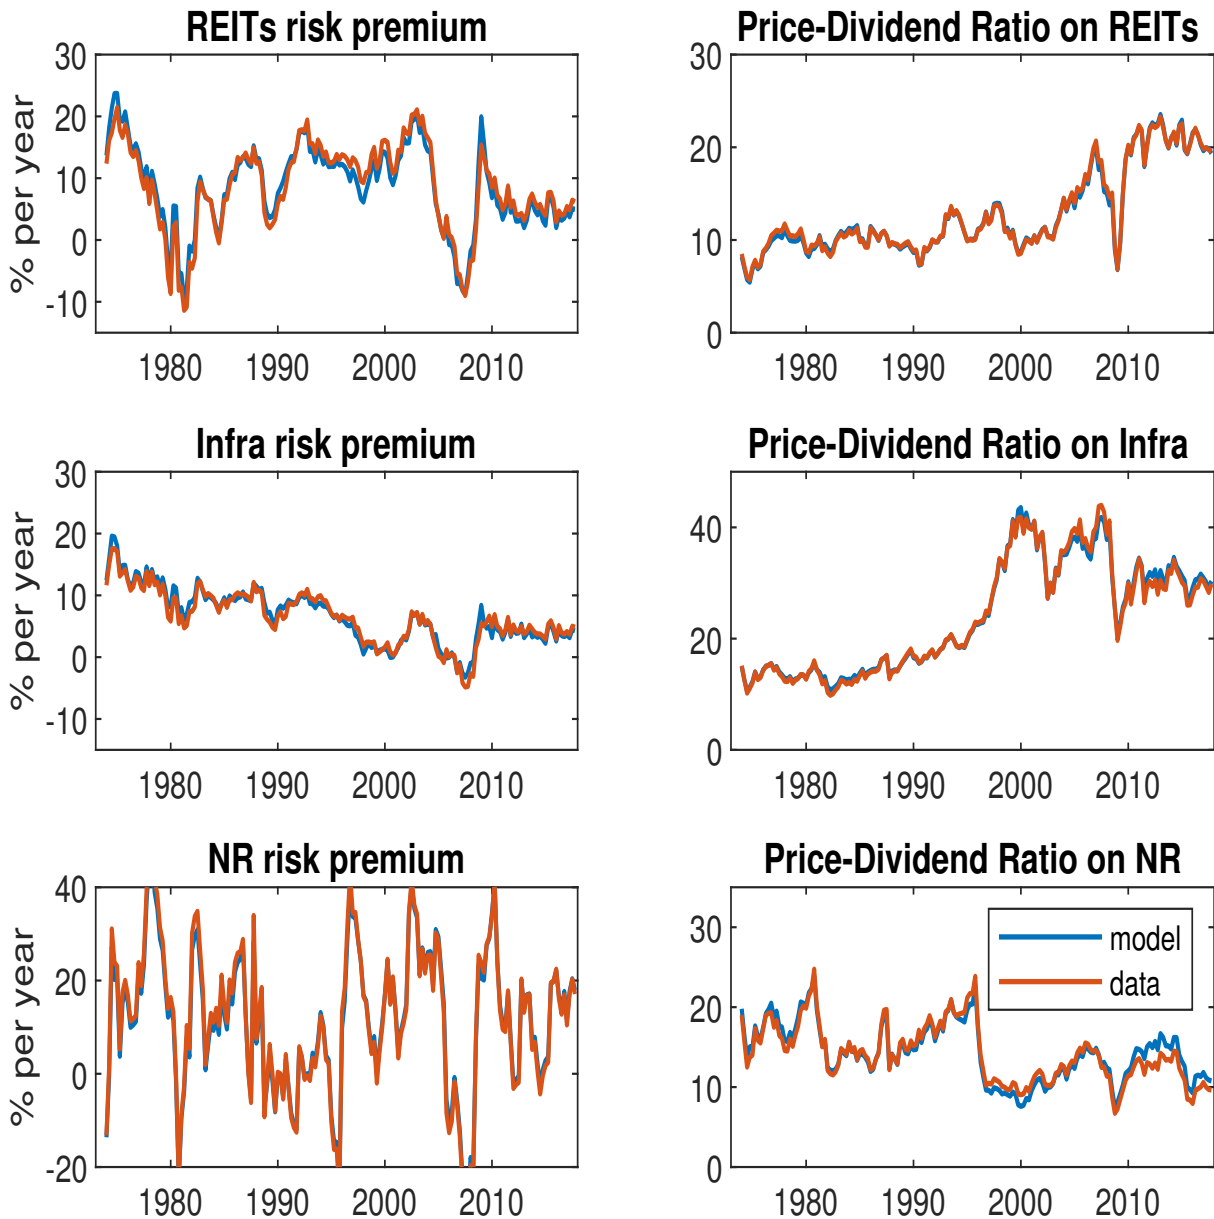 REITs risk premium
% per year
30
20
10
0
-10
1980 1990 2000 2010
Price-Dividend Ratio on REITs
30
20
10
0
1980 1990 2000 2010
Infra risk premium
% per year
30
20
10
0
-10
1980 1990 2000 2010
Price-Dividend Ratio on Infra
40
20
0
1980 1990 2000 2010
NR risk premium
% per year
40
20
0
-20
1980 1990 2000 2010
Price-Dividend Ratio on NR
30
20
10
0
model
data
1980 1990 2000 2010